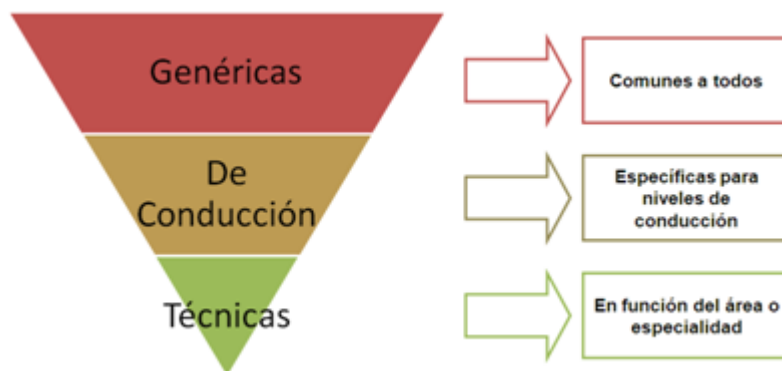 Genéricas
Comunes a todos
De
Conducción
Específicas para
niveles de
conducción
Técnicas
En función del área o
especialidad